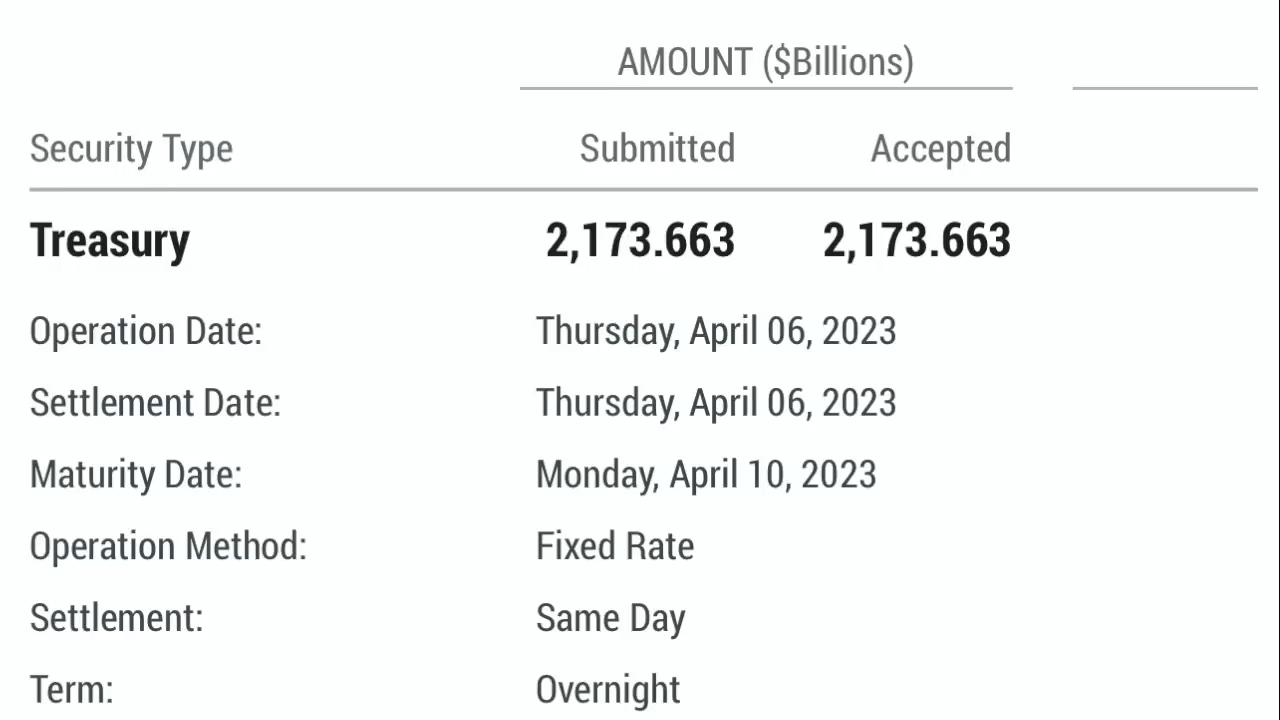 AMOUNT ($Billions)
Security Type Submitted Accepted
Treasury 2,173.663 2,173.663
Operation Date: Thursday, April 06, 2023
Settlement Date: Thursday, April 06, 2023
Maturity Date: Monday, April 10, 2023
Operation Method: Fixed Rate
Settlement: Same Day
Term: Overnight